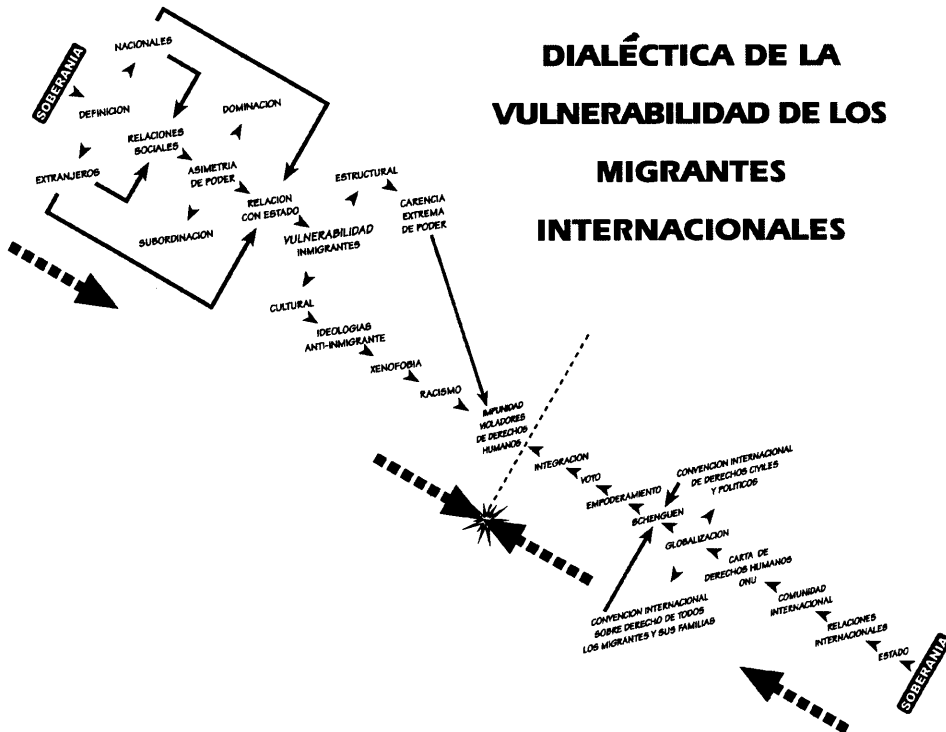 DIALÉCTICA DE LA
VULNERABILIDAD DE LOS
MIGRANTES
INTERNACIONALES
SOBERANIA
NACIONALES
DEFINICION
EXTRANJEROS
RELACIONES
SOCIALES
DOMINACION
ASIMETRIA
DE PODER
SUBORDINACION
RELACION
CON ESTADO
VULNERABILIDAD
INMIGRANTES
ESTRUCTURAL
CARENCIA
EXTREMA
DE PODER
CULTURAL
IDEOLOGIAS
ANTI-INMIGRANTE
XENOFOBIA
RACISMO
IMPUNIDAD
VIOLADORES
DE DERECHOS
HUMANOS
INTEGRACION
VOTO
EMPODERAMIENTO
SCHENGUEN
CONVENCION INTERNACIONAL
DE DERECHOS CIVILES
Y POLITICOS
GLOBALIZACION
CONVENCION INTERNACIONAL
SOBRE DERECHO DE TODOS
LOS MIGRANTES Y SUS FAMILIAS
CARTA DE
DERECHOS HUMANOS
ONU
COMUNIDAD
INTERNACIONAL
RELACIONES
INTERNACIONALES
ESTADO
SOBERANIA